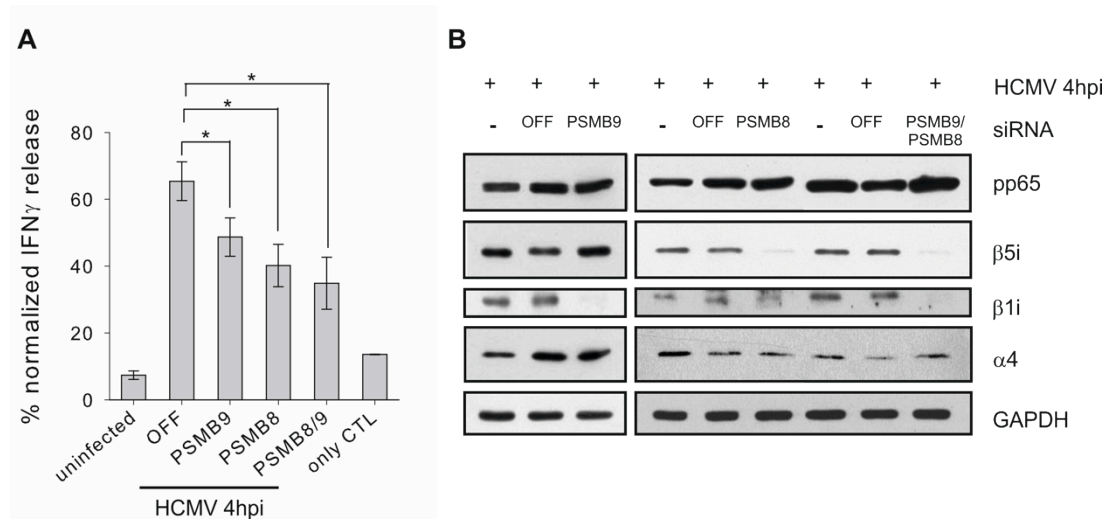 A
% normalized IFNγ release
80
60
40
20
0
*
*
*
uninfected
OFF
PSMB9
PSMB8
PSMB8/9
only CTL
HCMV 4hpi
B
+ + + + + + + + + HCMV 4hpi
- OFF PSMB9 - OFF PSMB8 - OFF PSMB9/
PSMB8
siRNA
pp65
β5i
β1i
α4
GAPDH